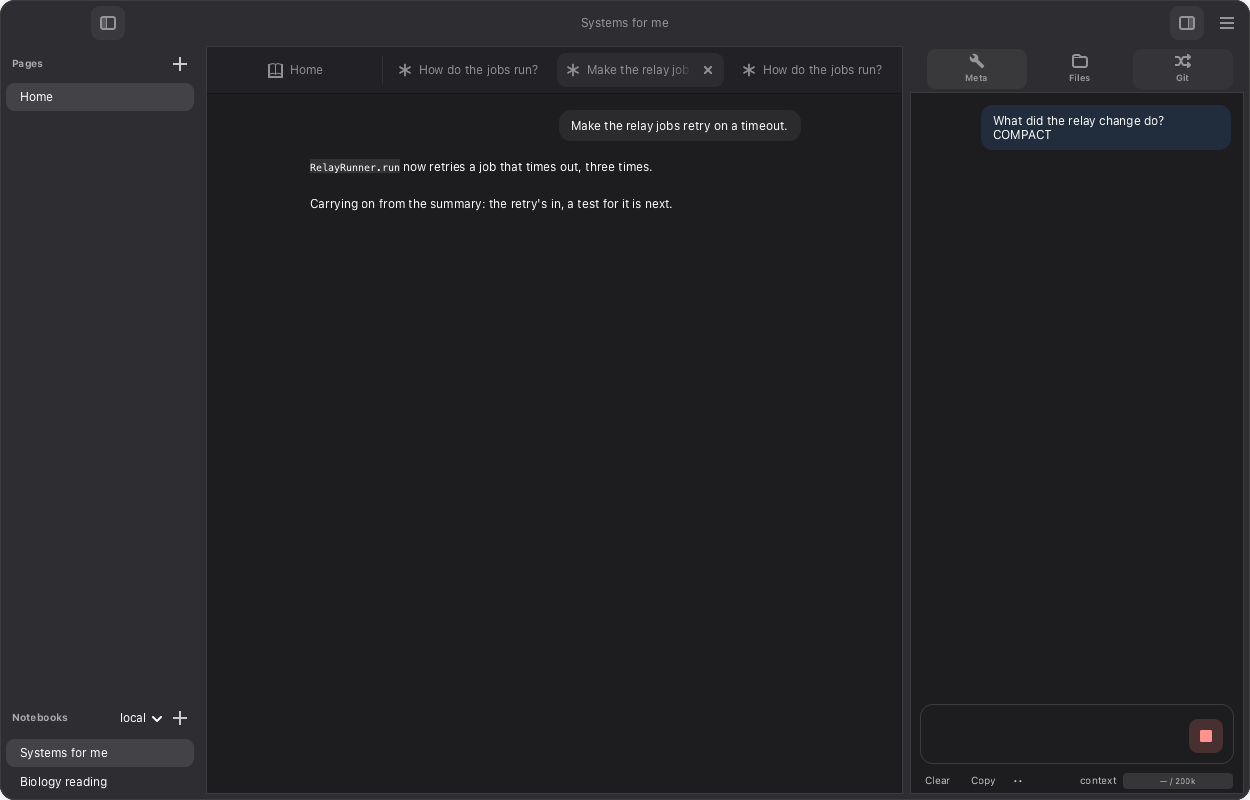 Systems for me
Pages
Home
Home
How do the jobs run?
Make the relay job
How do the jobs run?
Meta
Files
Git
Make the relay jobs retry on a timeout.
RelayRunner.run now retries a job that times out, three times.
Carrying on from the summary: the retry's in, a test for it is next.
What did the relay change do?
COMPACT
Notebooks
local
Systems for me
Biology reading
Clear
Copy
context
— / 200k